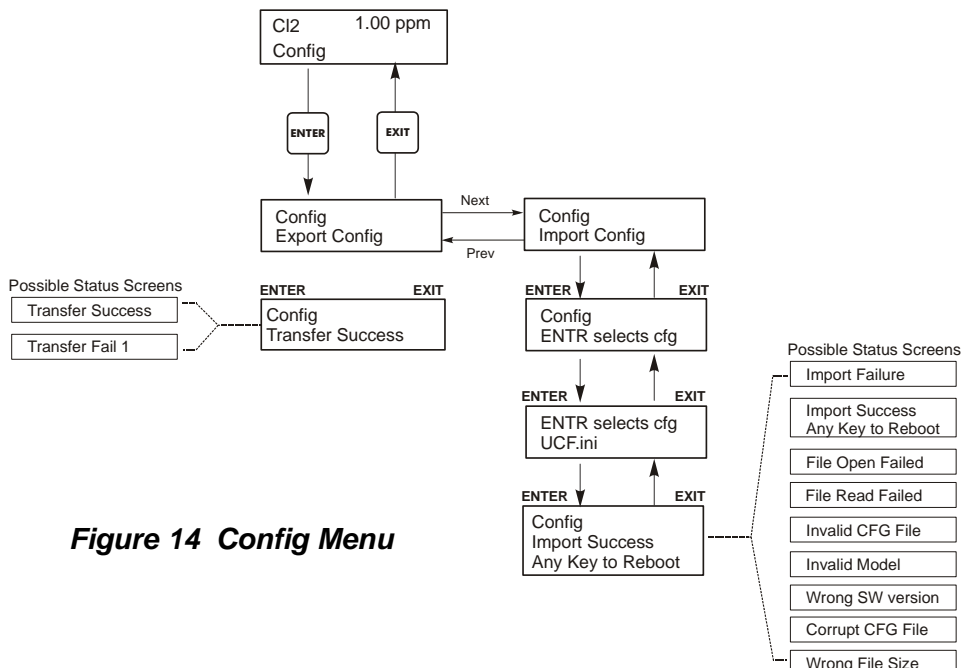 Cl2 1.00 ppm
Config
ENTER EXIT
Config
Export Config
Next
Prev
Config
Import Config
Possible Status Screens
Transfer Success
Transfer Fail 1
ENTER EXIT
Config
Transfer Success
ENTER EXIT
Config
ENTR selects cfg
ENTER EXIT
ENTR selects cfg
UCF.ini
ENTER EXIT
Config
Import Success
Any Key to Reboot
Possible Status Screens
Import Failure
Import Success
Any Key to Reboot
File Open Failed
File Read Failed
Invalid CFG File
Invalid Model
Wrong SW version
Corrupt CFG File
Wrong File Size
Figure 14 Config Menu